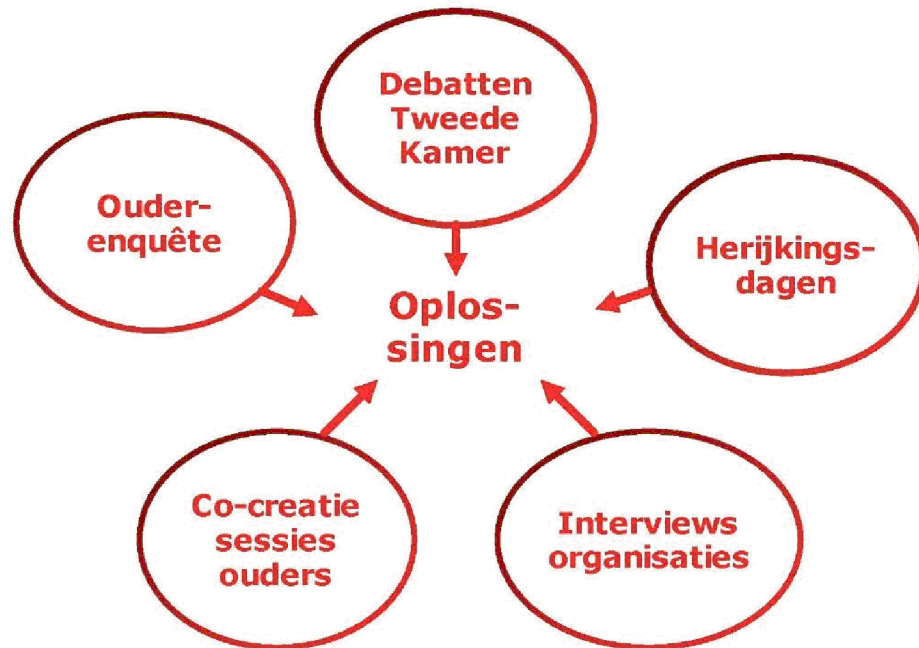 Debatten
Tweede
Kamer
Ouder-
enquête
Herijkings-
dagen
Oplos-
singen
Co-creatie
sessies
ouders
Interviews
organisaties